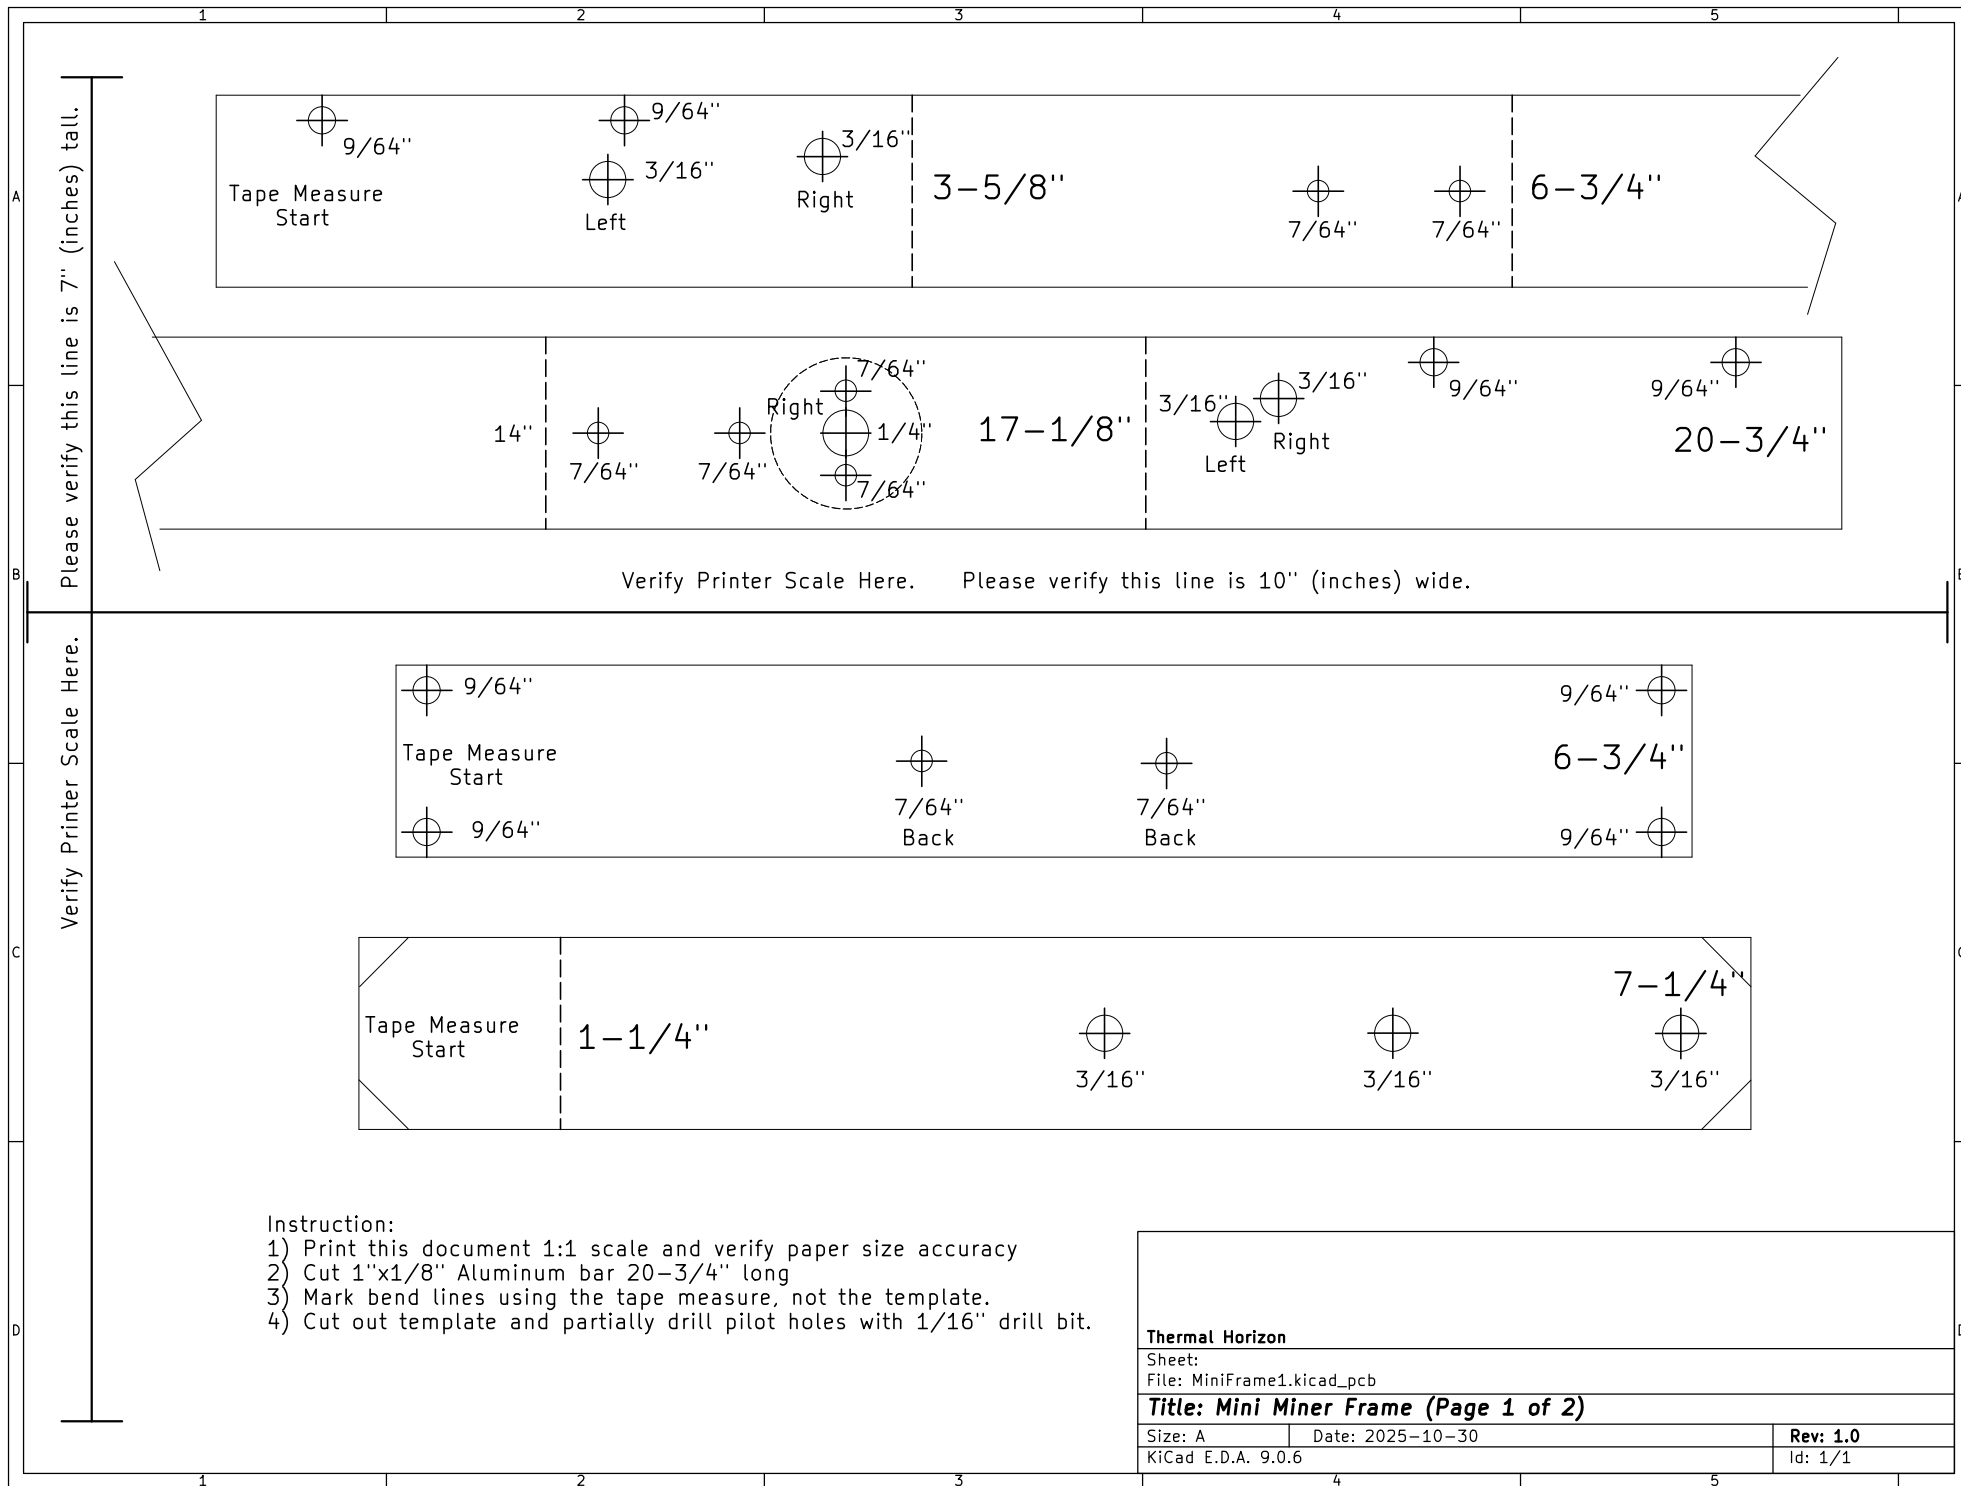 1 2 3 4 5
Please verify this line is 7" (inches) tall.
Verify Printer Scale Here.
A
9/64"
9/64"
3/16"
3/16"
Tape Measure
Start
Left
Right
3-5/8"
7/64"
7/64"
6-3/4"
14"
7/64"
7/64"
7/64"
Right
1/4"
7/64"
17-1/8"
3/16"
3/16"
Left
Right
9/64"
9/64"
20-3/4"
B
Verify Printer Scale Here. Please verify this line is 10" (inches) wide.
9/64"
9/64"
Tape Measure
Start
6-3/4"
7/64"
Back
7/64"
Back
9/64"
9/64"
C
7-1/4"
Tape Measure
Start
1-1/4"
3/16"
3/16"
3/16"
Instruction:
1) Print this document 1:1 scale and verify paper size accuracy
2) Cut 1"x1/8" Aluminum bar 20-3/4" long
3) Mark bend lines using the tape measure, not the template.
4) Cut out template and partially drill pilot holes with 1/16" drill bit.
D
Thermal Horizon
Sheet:
File: MiniFrame1.kicad_pcb
Title: Mini Miner Frame (Page 1 of 2)
Size: A Date: 2025-10-30 Rev: 1.0
KiCad E.D.A. 9.0.6 Id: 1/1
1 2 3 4 5